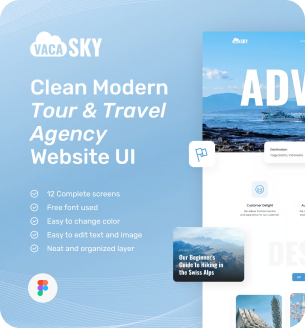 VACA SKY
Clean Modern
Tour & Travel
Agency
Website UI
12 Complete screens
Free font used
Easy to change color
Easy to edit text and image
Neat and organized layer
SKY
ADV
Destination
Customer Delight
Our Beginner's
Guide to Hiking in
the Swiss Alps
DES